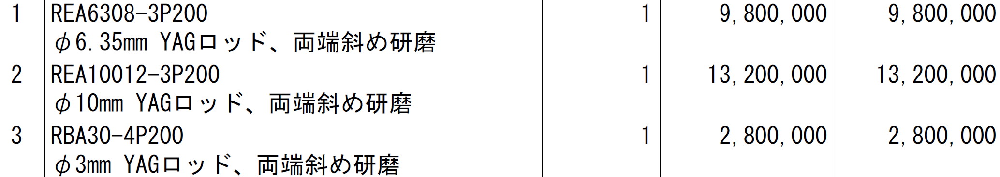 1 REA6308-3P200 1 9,800,000 9,800,000
φ6.35mm YAGロッド、両端斜め研磨
2 REA10012-3P200 1 13,200,000 13,200,000
φ10mm YAGロッド、両端斜め研磨
3 RBA30-4P200 1 2,800,000 2,800,000
φ3mm YAGロッド、両端斜め研磨